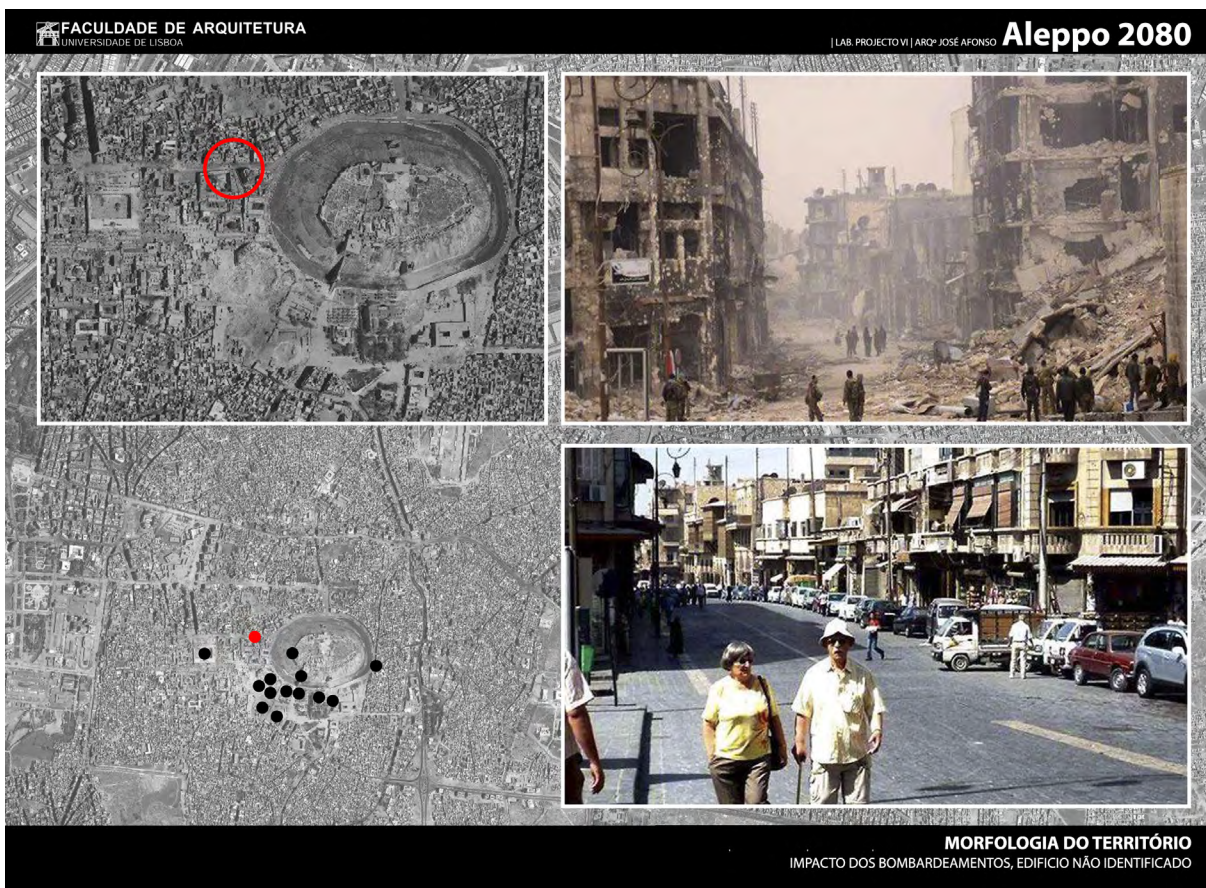 FACULDADE DE ARQUITETURA
UNIVERSIDADE DE LISBOA
| LAB. PROJECTO VI | ARQº JOSÉ AFONSO Aleppo 2080
MORFOLOGIA DO TERRITÓRIO
IMPACTO DOS BOMBARDEAMENTOS, EDIFICIO NÃO IDENTIFICADO